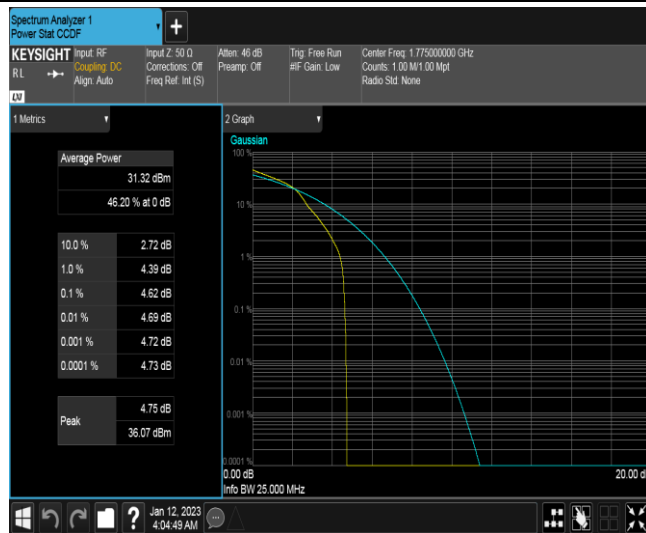 Spectrum Analyzer 1
Power Stat CCDF
KEYSIGHT
RL
Input: RF
Coupling: DC
Align: Auto
Input Z: 50 Ω
Corrections: Off
Freq Ref: Int (S)
Atten: 46 dB
Preamp: Off
Trig: Free Run
#IF Gain: Low
Center Freq: 1.775000000 GHz
Counts: 1.00 M/1.00 Mpt
Radio Std: None
1 Metrics
Average Power
31.32 dBm
46.20 % at 0 dB
10.0 % 2.72 dB
1.0 % 4.39 dB
0.1 % 4.62 dB
0.01 % 4.69 dB
0.001 % 4.72 dB
0.0001 % 4.73 dB
Peak
4.75 dB
36.07 dBm
2 Graph
Gaussian
100 %
10 %
1 %
0.1 %
0.01 %
0.001 %
0.0001 %
0.00 dB
20.00 d
Info BW 25.000 MHz
?
Jan 12, 2023
4:04:49 AM